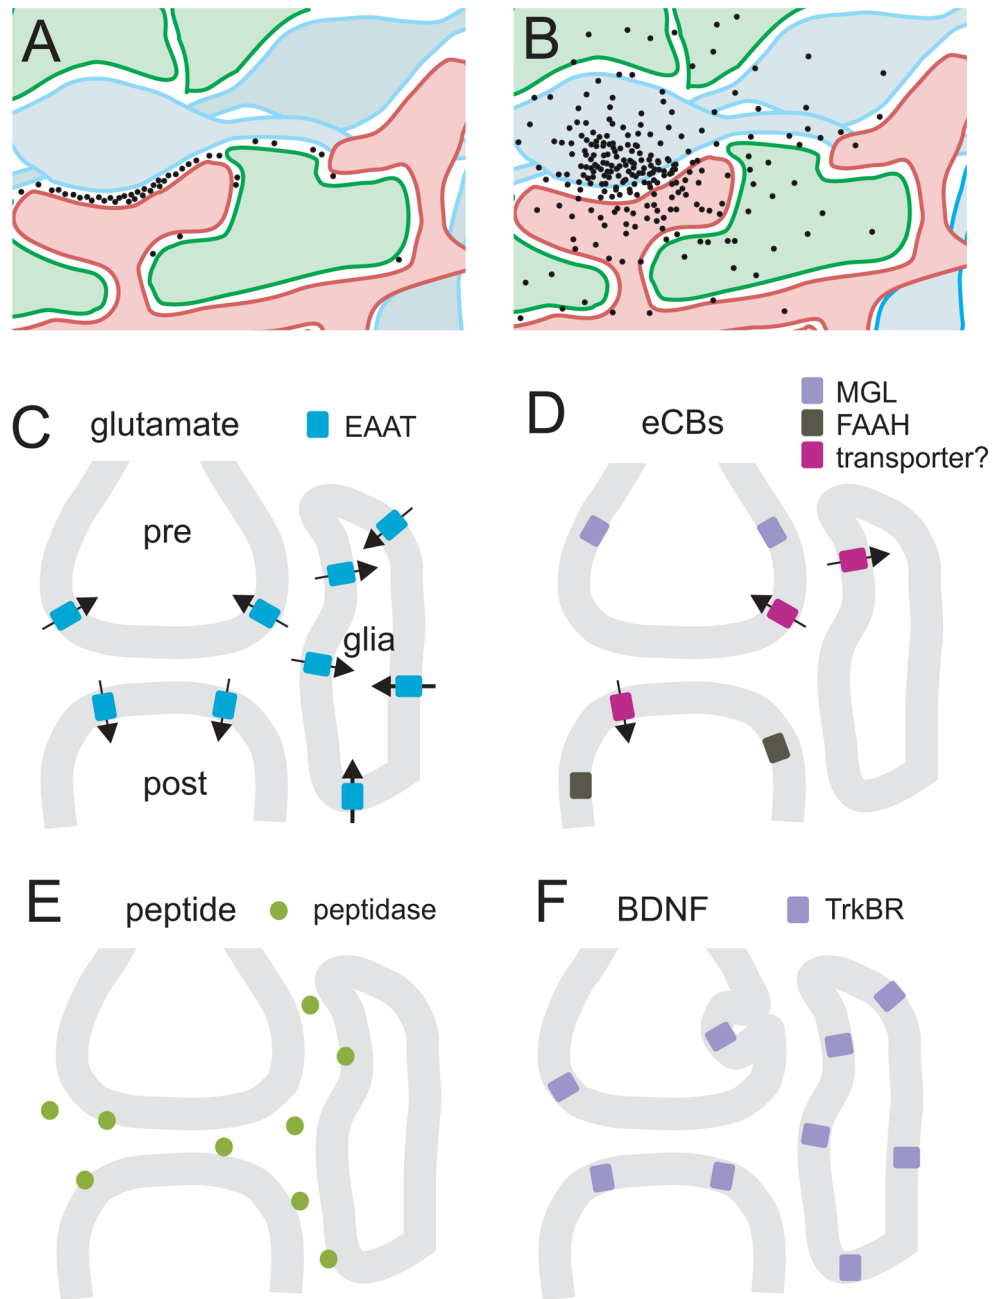 A
B
C
glutamate
EAAT
pre
glia
post
D
eCBs
MGL
FAAH
transporter?
E
peptide
peptidase
F
BDNF
TrkBR